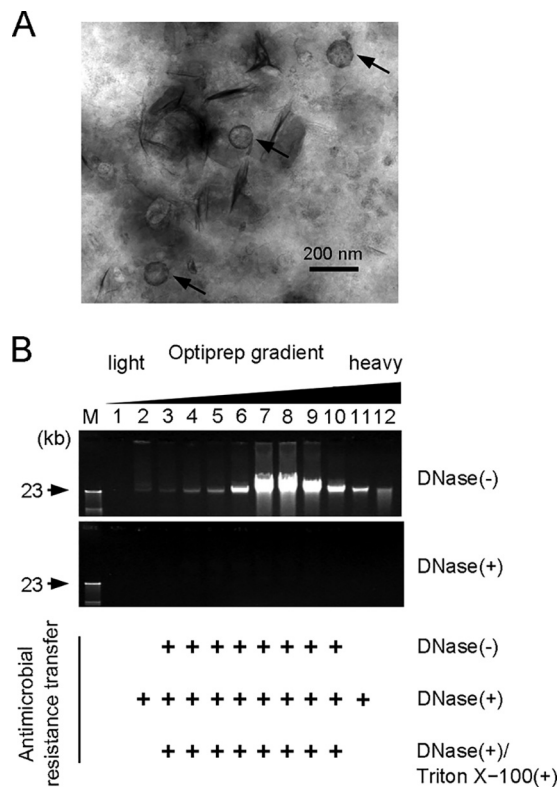 A
200 nm
B
light Optiprep gradient heavy
M 1 2 3 4 5 6 7 8 9 10 11 12
(kb)
23
DNase(-)
23
DNase(+)
Antimicrobial
resistance transfer
+ + + + + + + + DNase(-)
+ + + + + + + + + + DNase(+)
+ + + + + + + + DNase(+)/
Triton X-100(+)